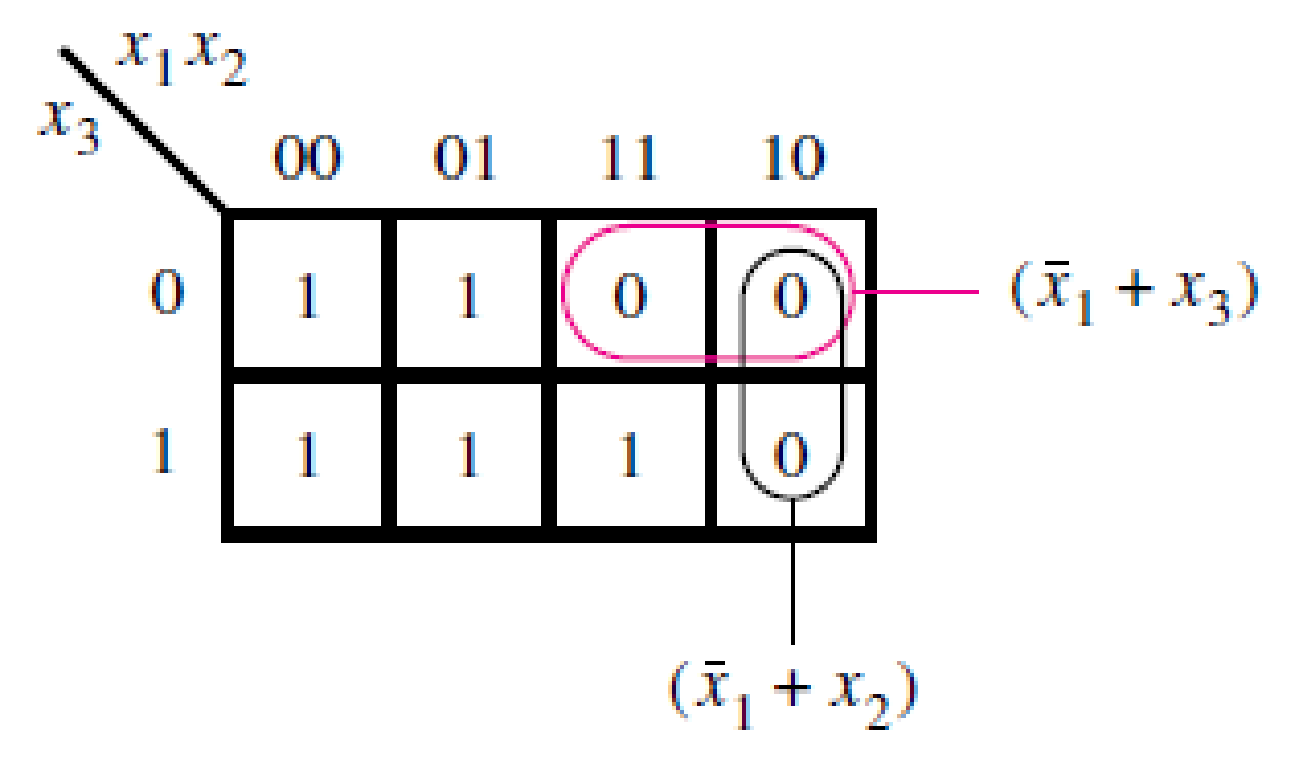 x₁x₂
x₃
00 01 11 10
0 1 1 0 0 (x̄₁ + x₃)
1 1 1 1 0
(x̄₁ + x₂)